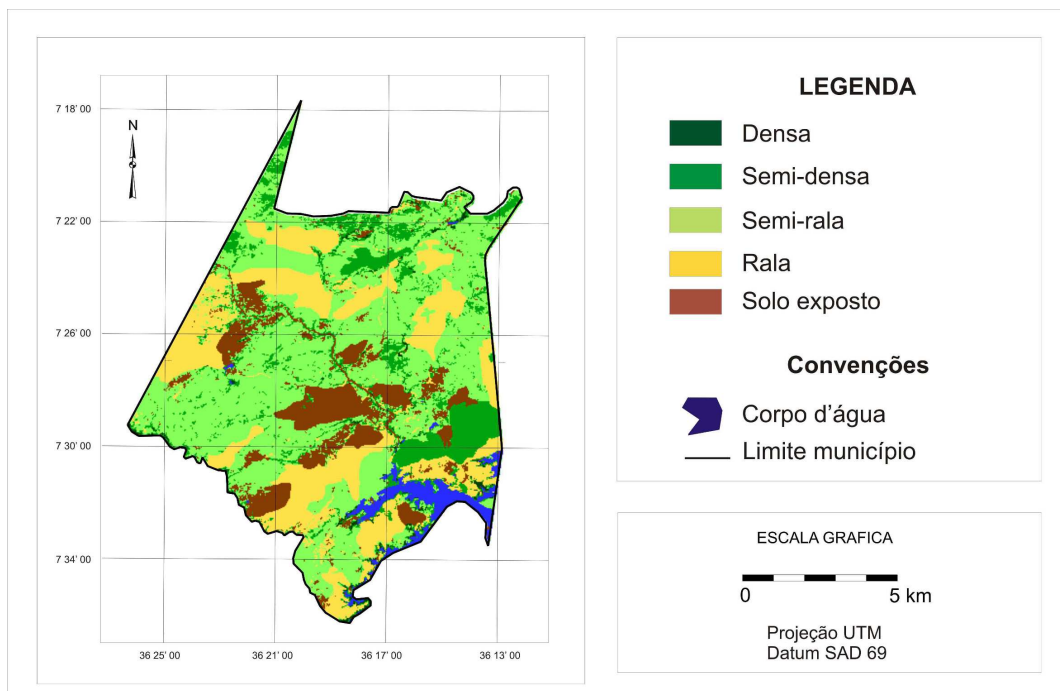 7 18' 00
7 22' 00
7 26' 00
7 30' 00
7 34' 00
N
36 25' 00
36 21' 00
36 17' 00
36 13' 00
LEGENDA
Densa
Semi-densa
Semi-rala
Rala
Solo exposto
Convenções
Corpo d'água
Limite município
ESCALA GRAFICA
0 5 km
Projeção UTM
Datum SAD 69